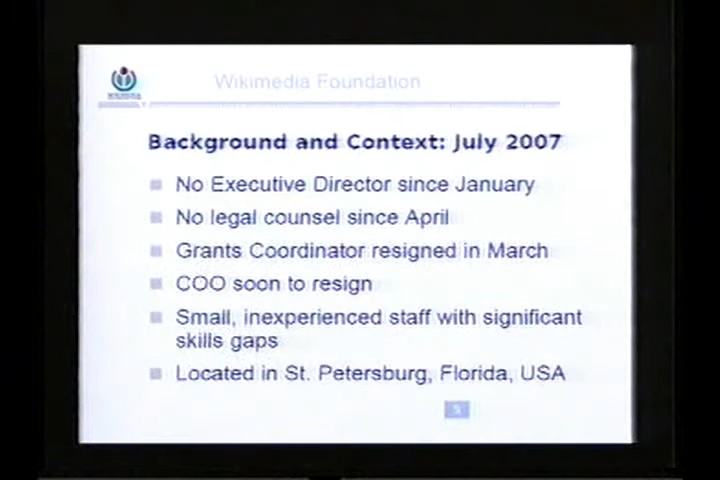 Wikimedia Foundation
Background and Context: July 2007
No Executive Director since January
No legal counsel since April
Grants Coordinator resigned in March
COO soon to resign
Small, inexperienced staff with significant
skills gaps
Located in St. Petersburg, Florida, USA
5